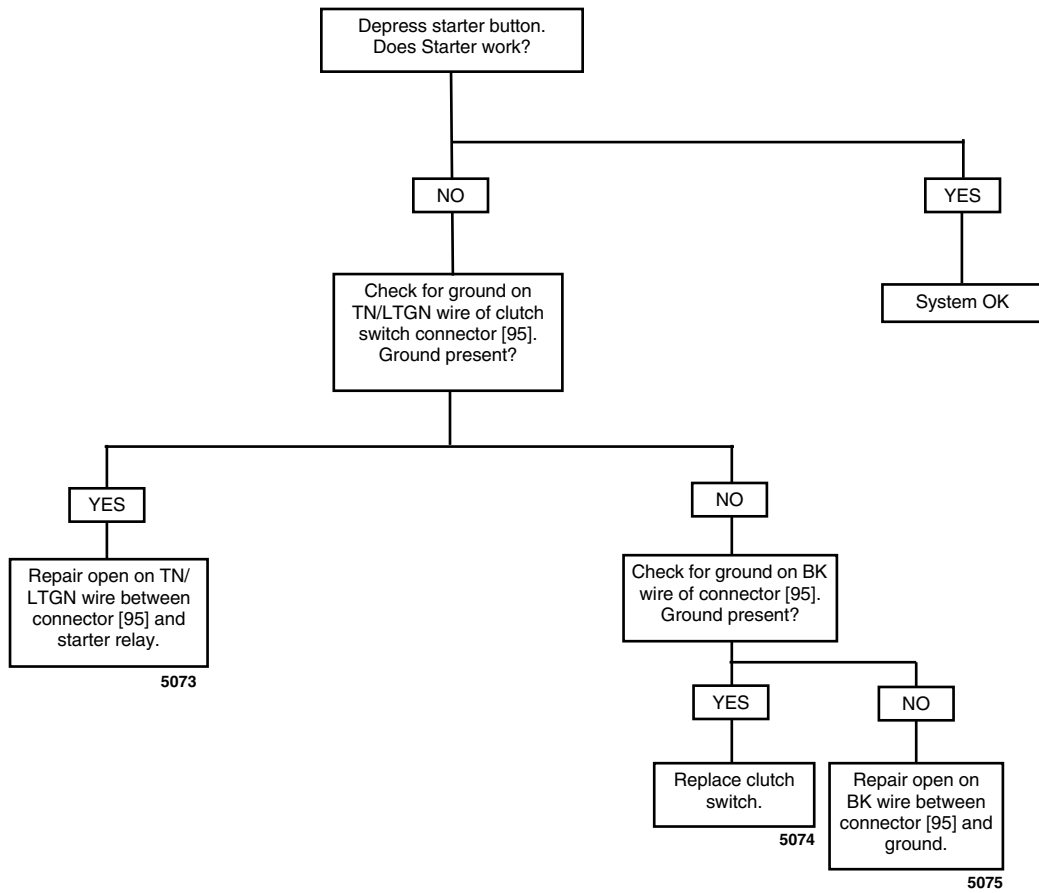 Depress starter button.
Does Starter work?
NO
YES
Check for ground on
TN/LTGN wire of clutch
switch connector [95].
Ground present?
System OK
YES
NO
Repair open on TN/
LTGN wire between
connector [95] and
starter relay.
5073
Check for ground on BK
wire of connector [95].
Ground present?
YES
NO
Replace clutch
switch.
5074
Repair open on
BK wire between
connector [95] and
ground.
5075